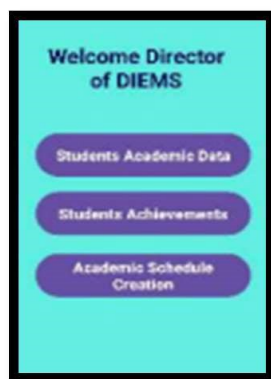 Welcome Director
of DIEMS
Students Academic Data
Students Achievements
Academic Schedule
Creation